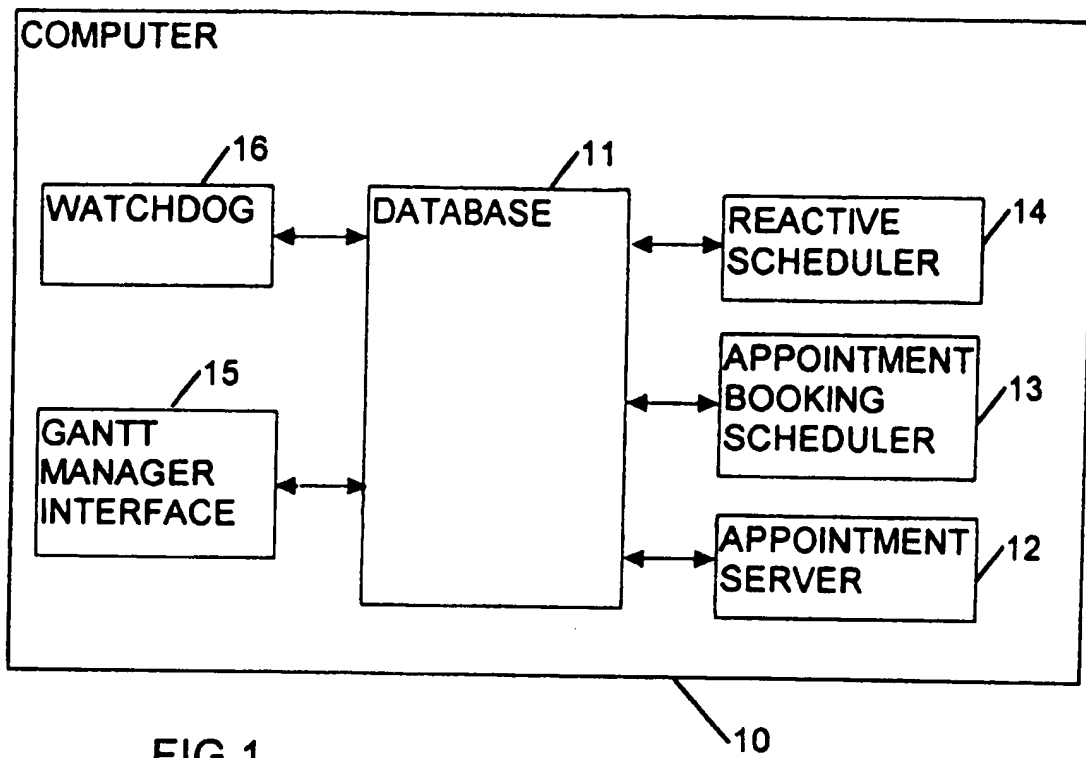 COMPUTER
16
WATCHDOG
11
DATABASE
REACTIVE
SCHEDULER
14
15
GANTT
MANAGER
INTERFACE
APPOINTMENT
BOOKING
SCHEDULER
13
APPOINTMENT
SERVER
12
10
FIG 1